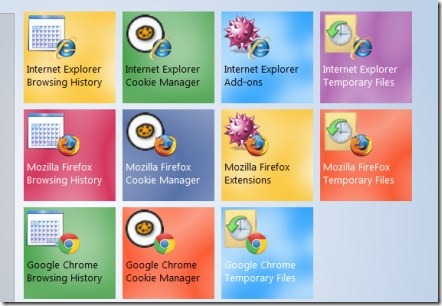 Internet Explorer
Browsing History
Internet Explorer
Cookie Manager
Internet Explorer
Add-ons
Internet Explorer
Temporary Files
Mozilla Firefox
Browsing History
Mozilla Firefox
Cookie Manager
Mozilla Firefox
Extensions
Mozilla FireFox
Temporary Files
Google Chrome
Browsing History
Google Chrome
Cookie Manager
Google Chrome
Temporary Files